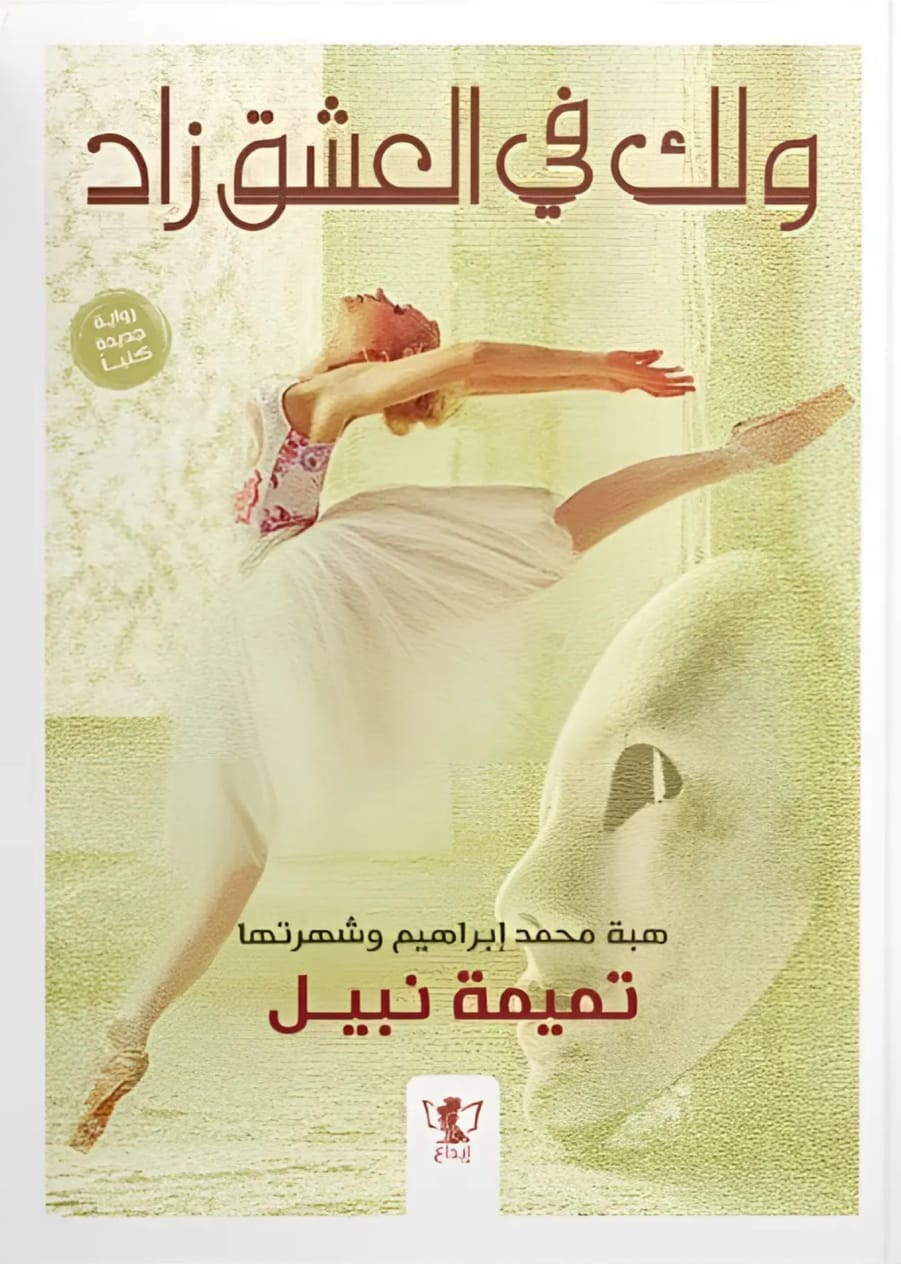 ولك في العشق زاد
رواية
جديدة
كلياً
هبة محمد إبراهيم وشهرتها
تميمة نبيل
إبداع